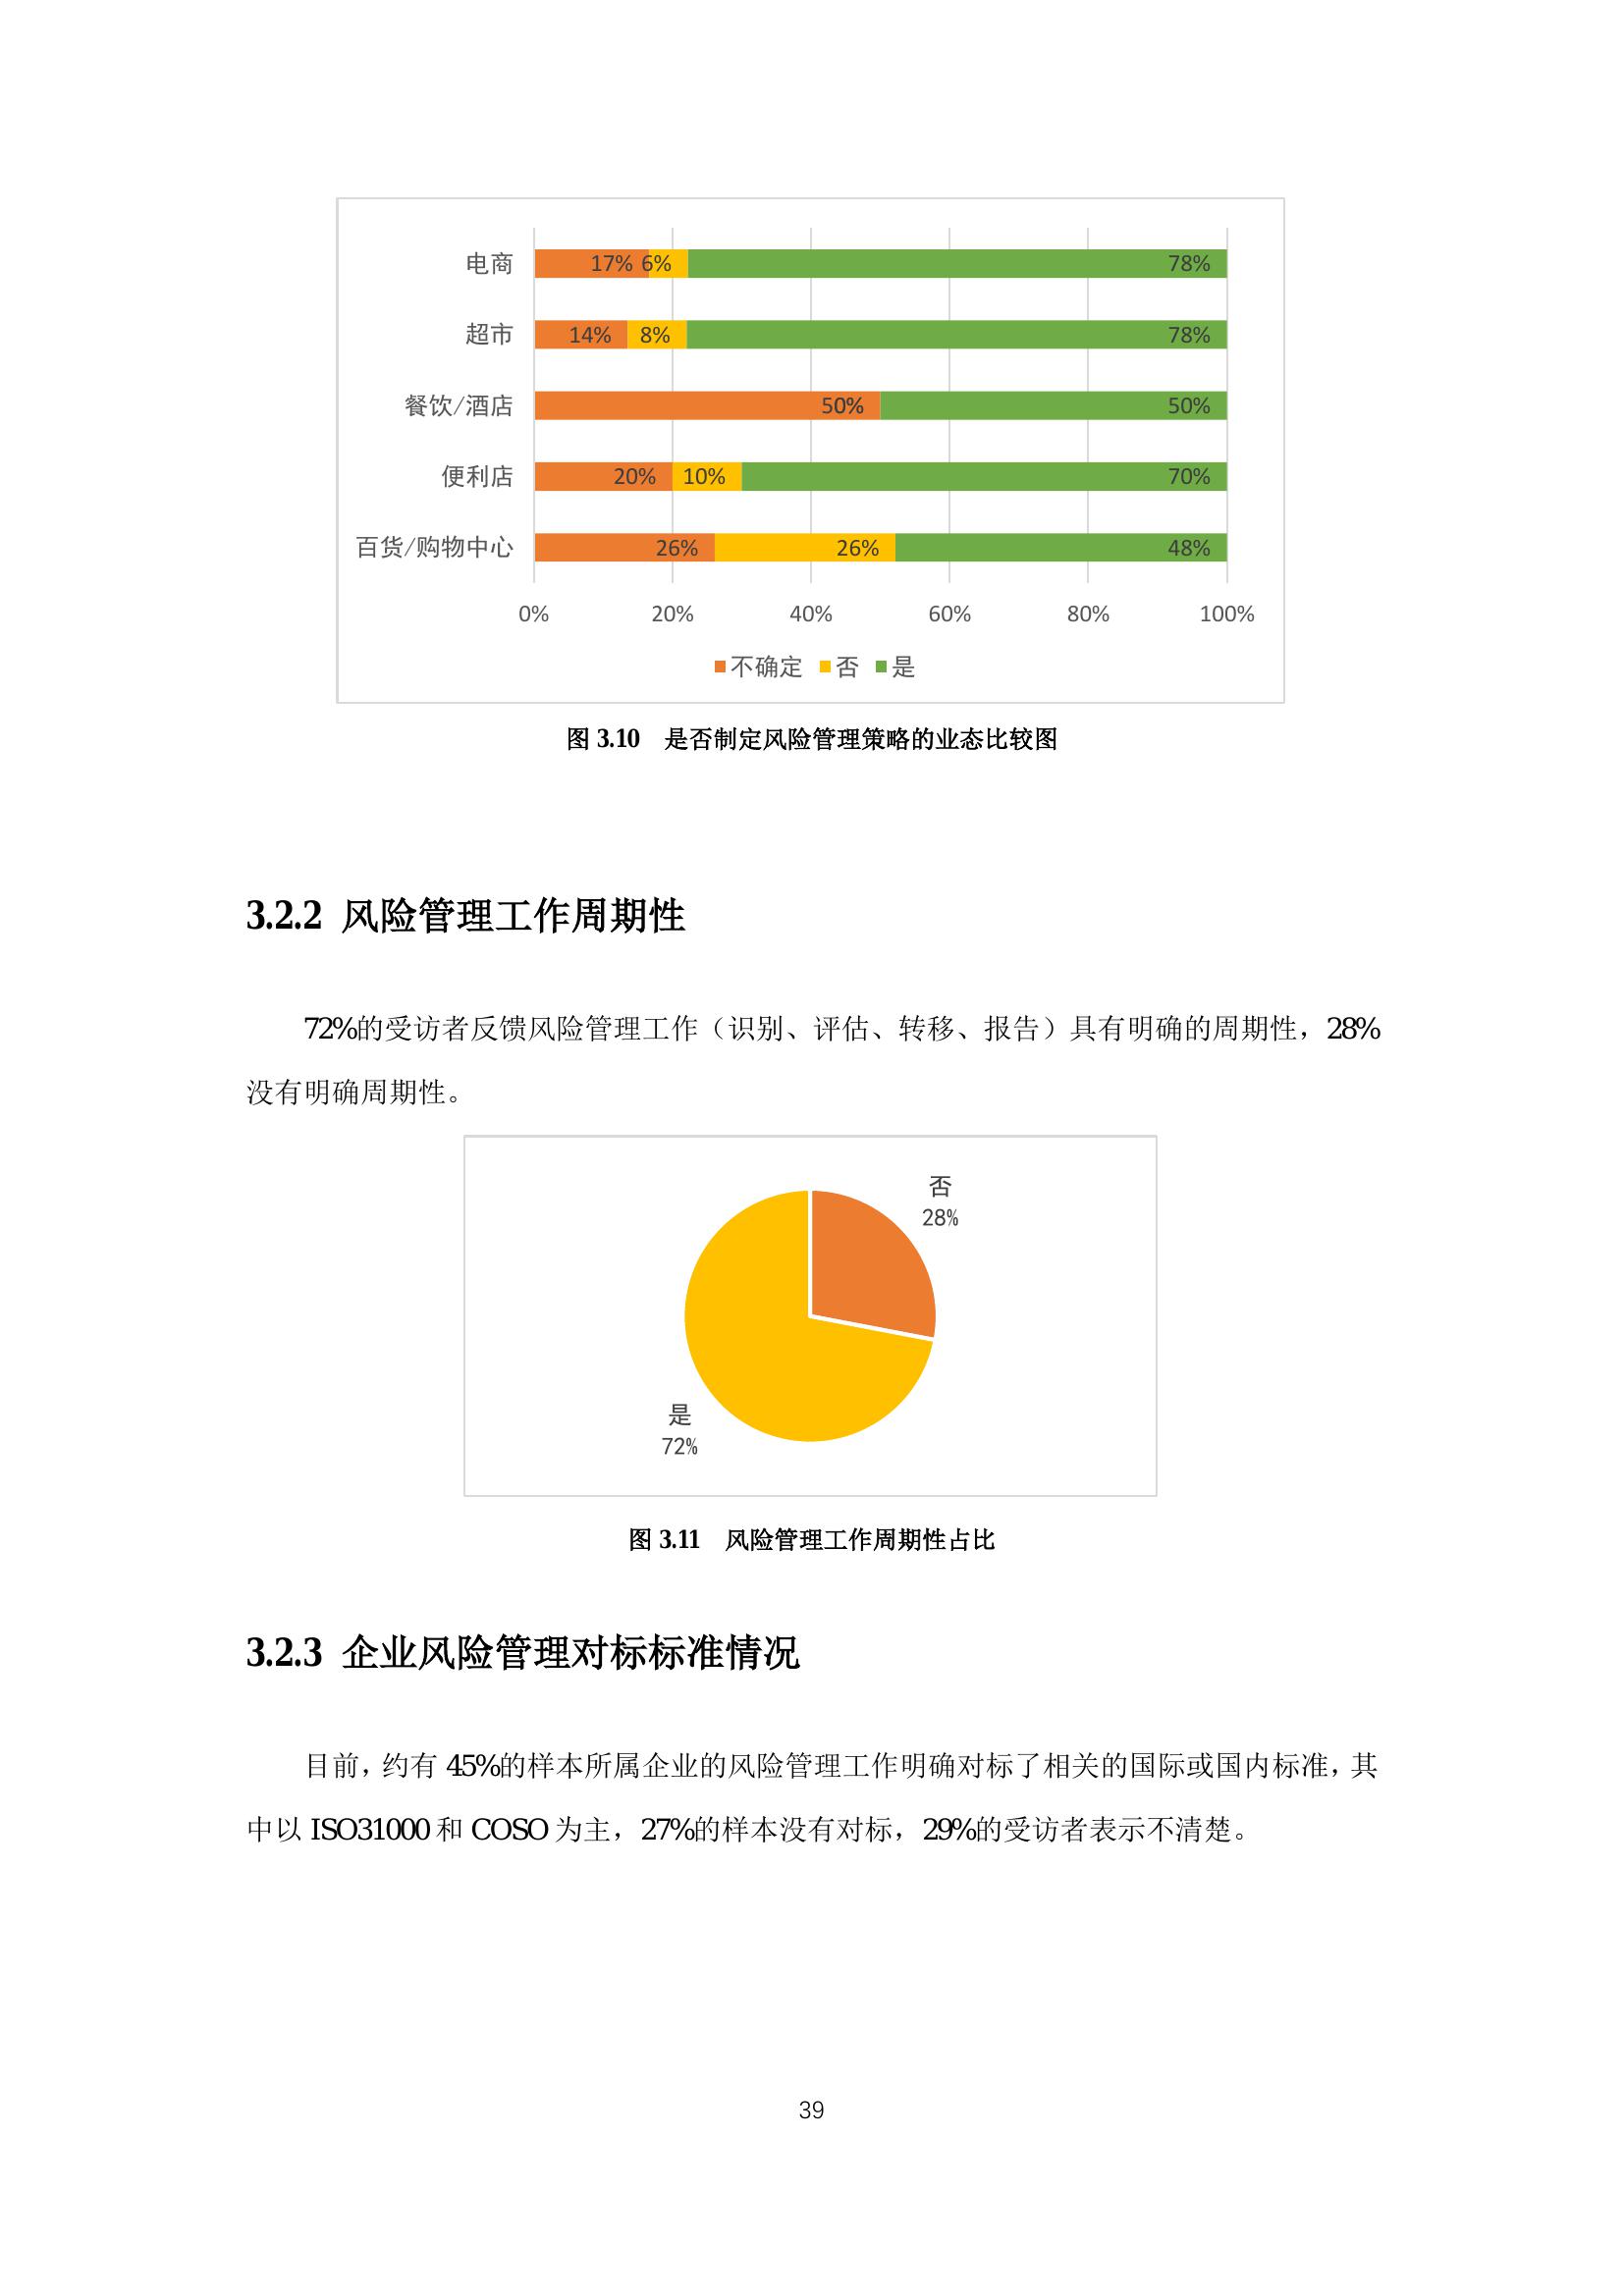 电商 17% 6% 78%
超市 14% 8% 78%
餐饮/酒店 50% 50%
便利店 20% 10% 70%
百货/购物中心 26% 26% 48%
0% 20% 40% 60% 80% 100%
不确定 否 是
图 3.10 是否制定风险管理策略的业态比较图
3.2.2 风险管理工作周期性
72%的受访者反馈风险管理工作（识别、评估、转移、报告）具有明确的周期性，28%
没有明确周期性。
否
28%
是
72%
图 3.11 风险管理工作周期性占比
3.2.3 企业风险管理对标标准情况
目前，约有 45%的样本所属企业的风险管理工作明确对标了相关的国际或国内标准，其
中以 ISO31000 和 COSO 为主，27%的样本没有对标，29%的受访者表示不清楚。
39